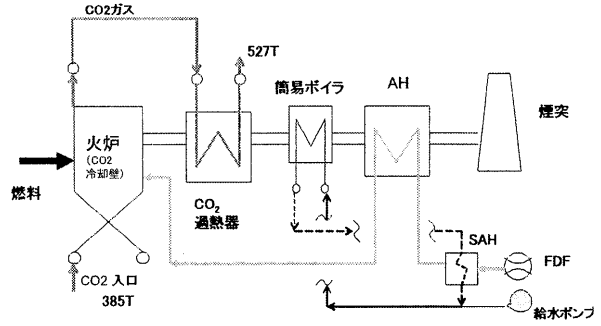 CO2ガス
527T
簡易ボイラ
AH
煙突
火炉
(CO2
冷却壁)
燃料
CO₂
過熱器
SAH
FDF
CO2 入口
385T
給水ポンプ